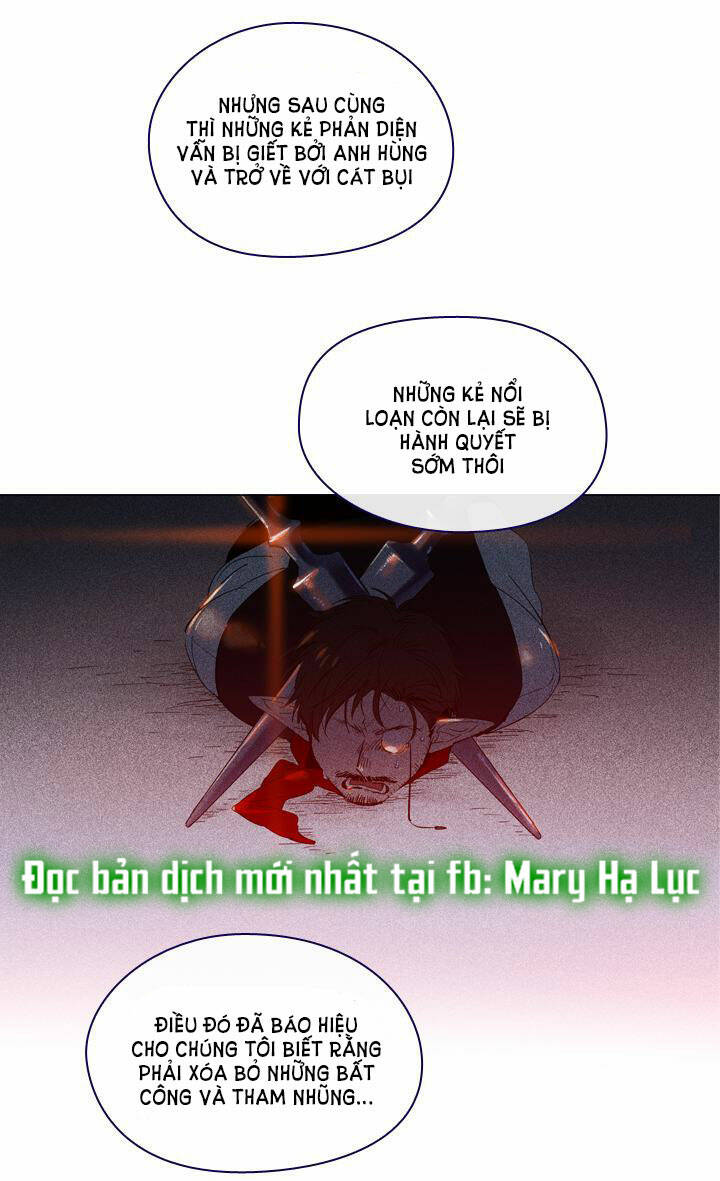 NHƯNG SAU CÙNG
THÌ NHỮNG KẺ PHẢN DIỆN
VẪN BỊ GIẾT BỞI ANH HÙNG
VÀ TRỞ VỀ VỚI CÁT BỤI
NHỮNG KẺ NỔI
LOẠN CÒN LẠI SẼ BỊ
HÀNH QUYẾT
SỚM THÔI
Đọc bản dịch mới nhất tại fb: Mary Hạ Lục
ĐIỀU ĐÓ ĐÃ BÁO HIỆU
CHO CHÚNG TÔI BIẾT RẰNG
PHẢI XÓA BỎ NHỮNG BẤT
CÔNG VÀ THAM NHŨNG...